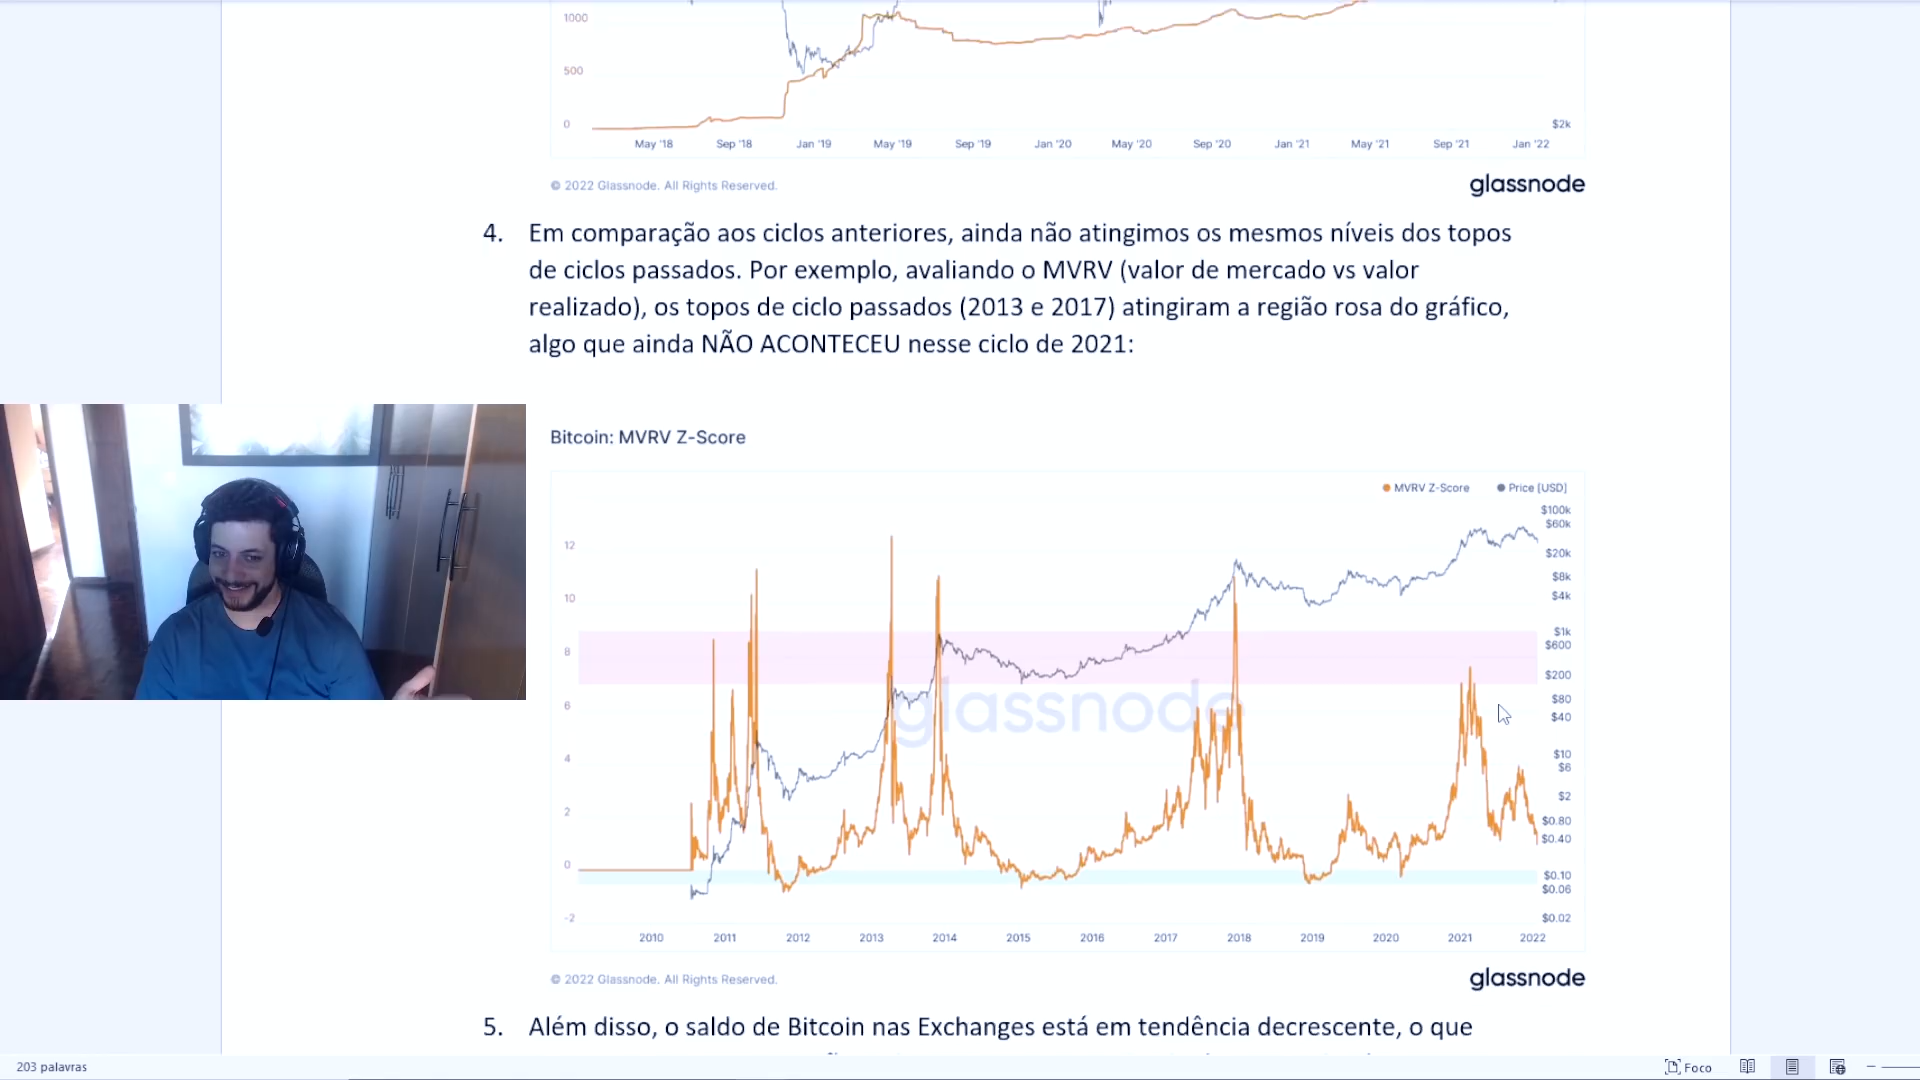 1000
500
0
$2k
May '18 Sep '18 Jan '19 May '19 Sep '19 Jan '20 May '20 Sep '20 Jan '21 May '21 Sep '21 Jan '22
© 2022 Glassnode. All Rights Reserved.
glassnode
4. Em comparação aos ciclos anteriores, ainda não atingimos os mesmos níveis dos topos
de ciclos passados. Por exemplo, avaliando o MVRV (valor de mercado vs valor
realizado), os topos de ciclo passados (2013 e 2017) atingiram a região rosa do gráfico,
algo que ainda NÃO ACONTECEU nesse ciclo de 2021:
Bitcoin: MVRV Z-Score
MVRV Z-Score Price [USD]
$100k
$60k
12
$20k
$8k
10
$4k
$1k
$600
8
$200
$80
6
$40
glassnode
4
$10
$6
$2
2
$0.80
$0.40
0
$0.10
$0.06
-2
$0.02
2010 2011 2012 2013 2014 2015 2016 2017 2018 2019 2020 2021 2022
© 2022 Glassnode. All Rights Reserved.
glassnode
5. Além disso, o saldo de Bitcoin nas Exchanges está em tendência decrescente, o que
203 palavras
Foco